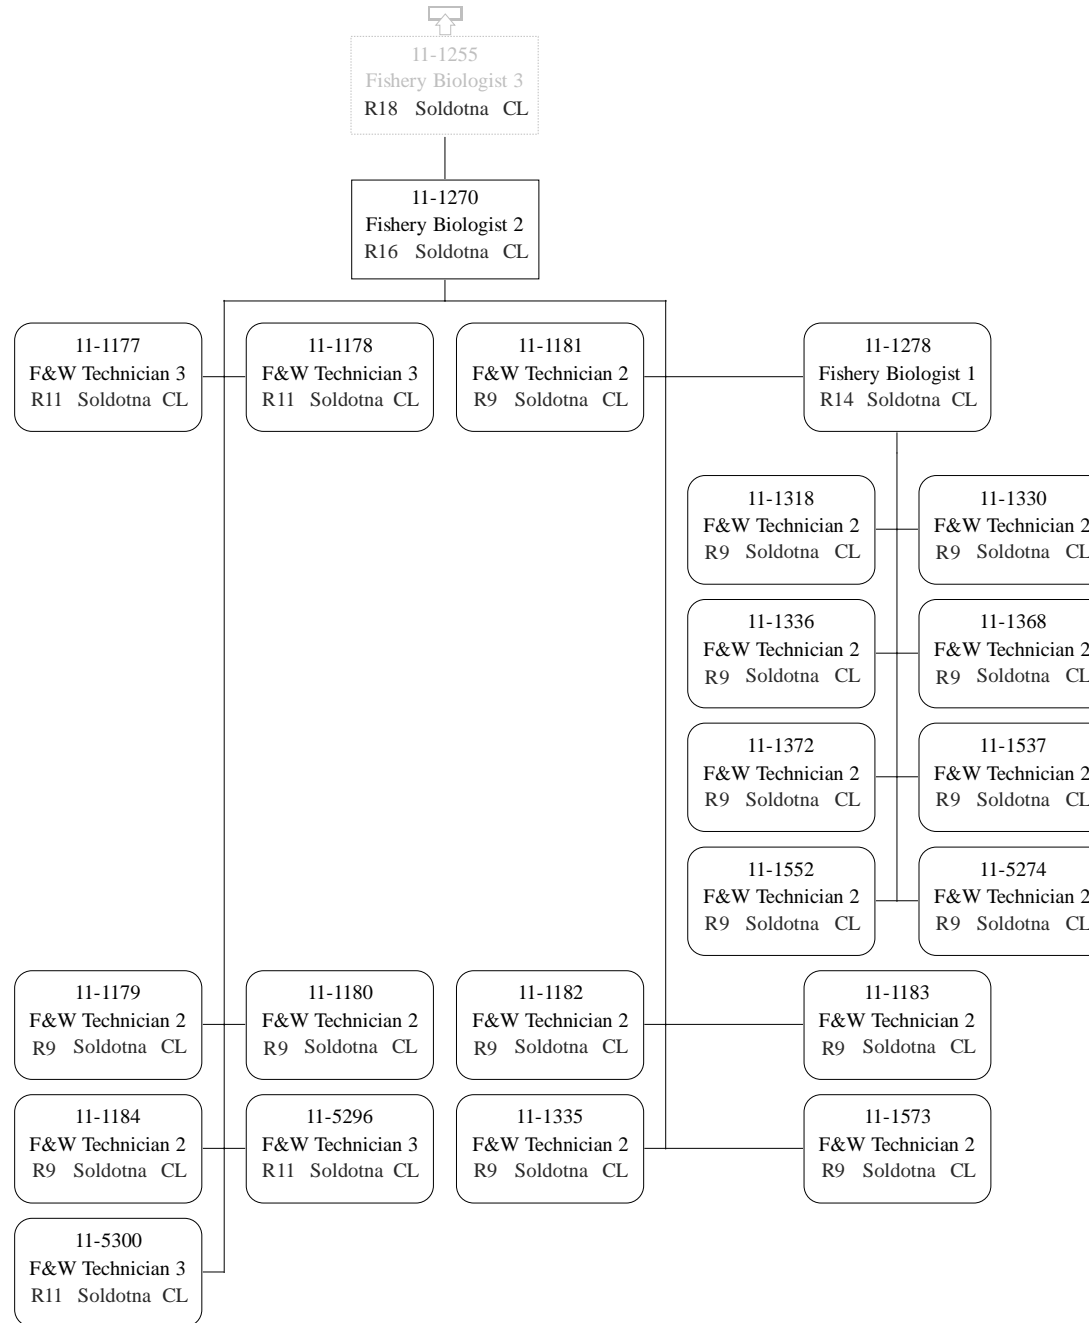 11-1255
Fishery Biologist 3
R18 Soldotna CL
11-1270
Fishery Biologist 2
R16 Soldotna CL
11-1177
F&W Technician 3
R11 Soldotna CL
11-1178
F&W Technician 3
R11 Soldotna CL
11-1181
F&W Technician 2
R9 Soldotna CL
11-1278
Fishery Biologist 1
R14 Soldotna CL
11-1318
F&W Technician 2
R9 Soldotna CL
11-1330
F&W Technician 2
R9 Soldotna CL
11-1336
F&W Technician 2
R9 Soldotna CL
11-1368
F&W Technician 2
R9 Soldotna CL
11-1372
F&W Technician 2
R9 Soldotna CL
11-1537
F&W Technician 2
R9 Soldotna CL
11-1552
F&W Technician 2
R9 Soldotna CL
11-5274
F&W Technician 2
R9 Soldotna CL
11-1179
F&W Technician 2
R9 Soldotna CL
11-1180
F&W Technician 2
R9 Soldotna CL
11-1182
F&W Technician 2
R9 Soldotna CL
11-1183
F&W Technician 2
R9 Soldotna CL
11-1184
F&W Technician 2
R9 Soldotna CL
11-5296
F&W Technician 3
R11 Soldotna CL
11-1335
F&W Technician 2
R9 Soldotna CL
11-1573
F&W Technician 2
R9 Soldotna CL
11-5300
F&W Technician 3
R11 Soldotna CL